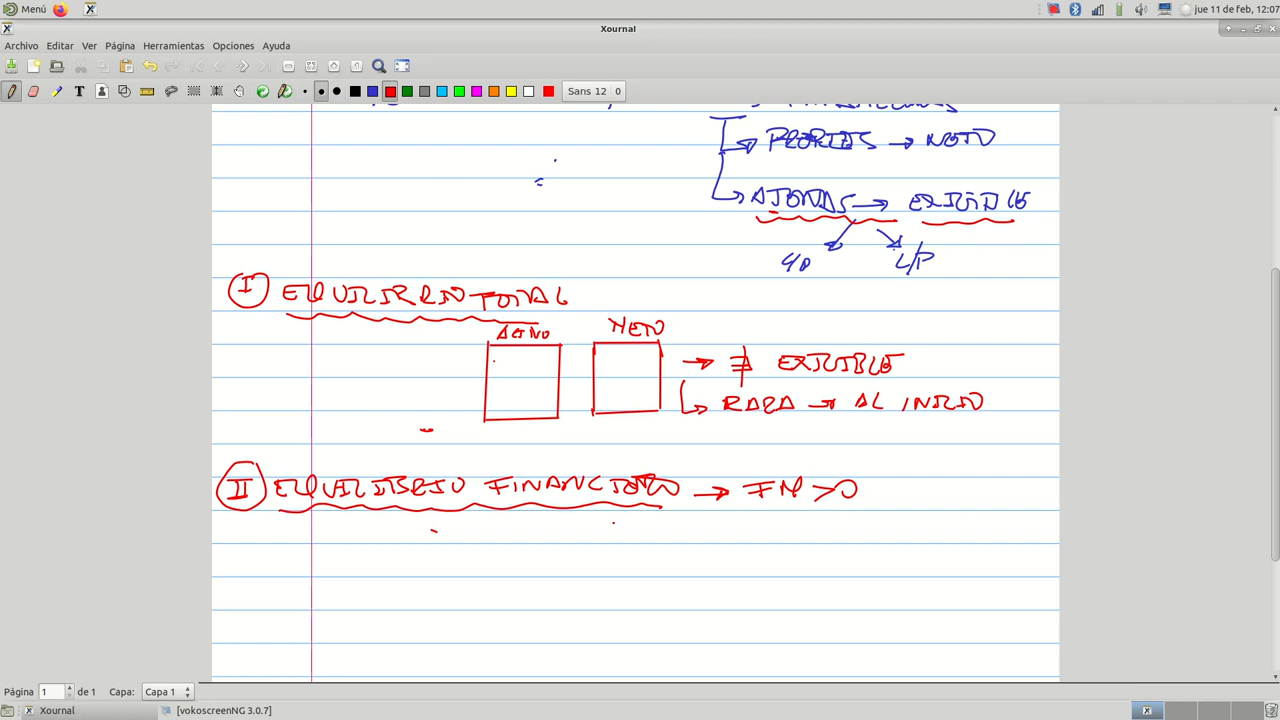 Menú jue 11 de feb, 12:07
Xournal
Archivo Editar Ver Página Herramientas Opciones Ayuda
Sans 12 0
PROPIOS → NETO
AJENAS → EXIGIBLE
C/P L/P
I EQUILIBRIO TOTAL
ACTIVO NETO
→ ∄ EXIGIBLE
RARA → AL INICIO
II EQUILIBRIO FINANCIERO → FM >0
Página 1 de 1 Capa: Capa 1
Xournal [vokoscreenNG 3.0.7]